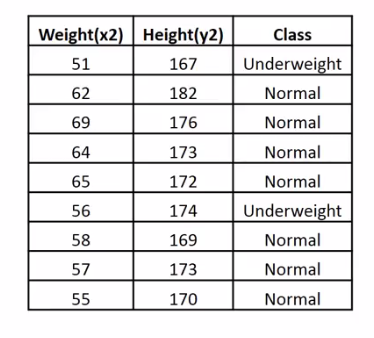 Weight(x2) Height(y2) Class
51 167 Underweight
62 182 Normal
69 176 Normal
64 173 Normal
65 172 Normal
56 174 Underweight
58 169 Normal
57 173 Normal
55 170 Normal